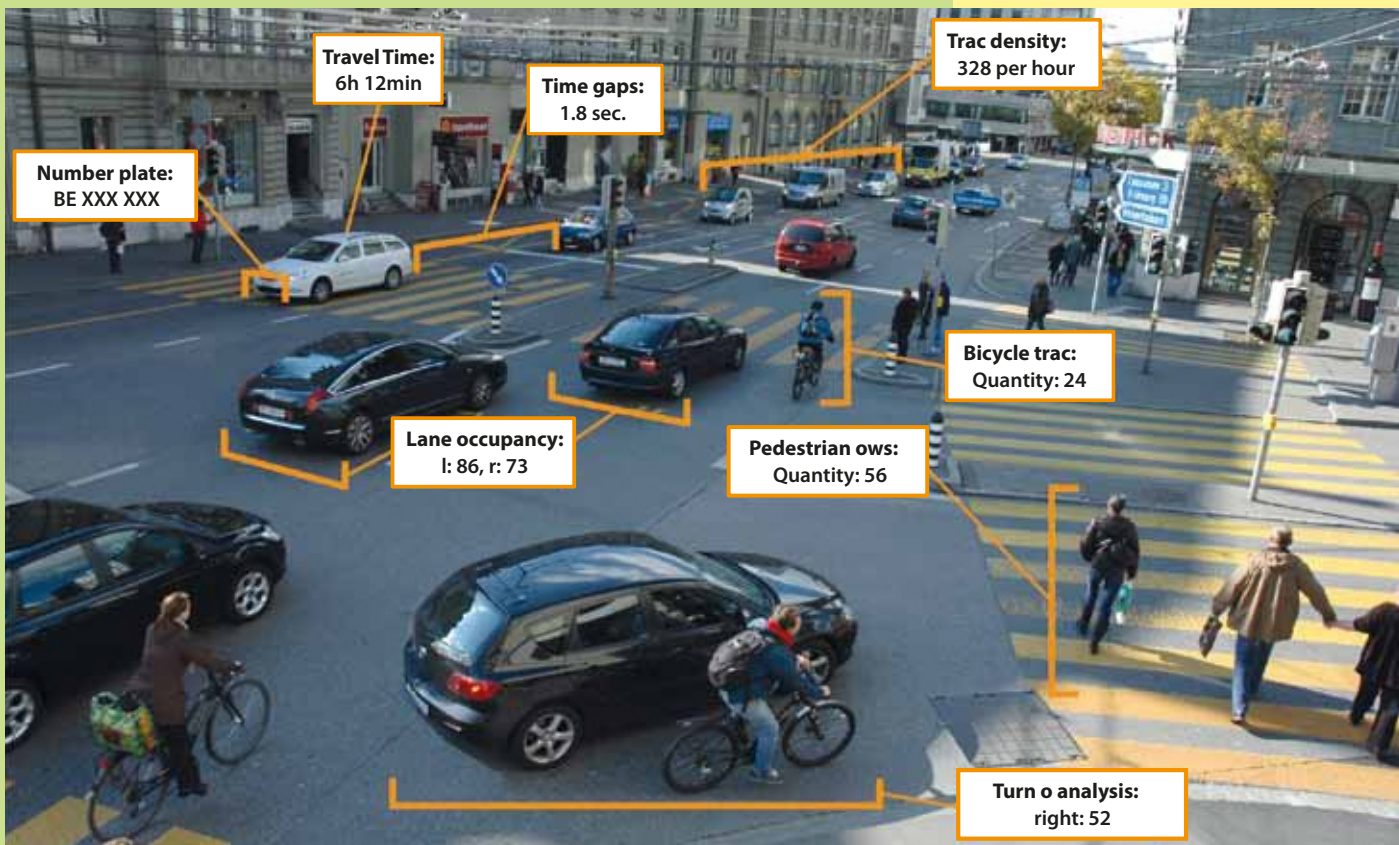 Travel Time:
6h 12min
Trac density:
328 per hour
Time gaps:
1.8 sec.
Number plate:
BE XXX XXX
Bicycle trac:
Quantity: 24
Lane occupancy:
l: 86, r: 73
Pedestrian ows:
Quantity: 56
Turn o analysis:
right: 52